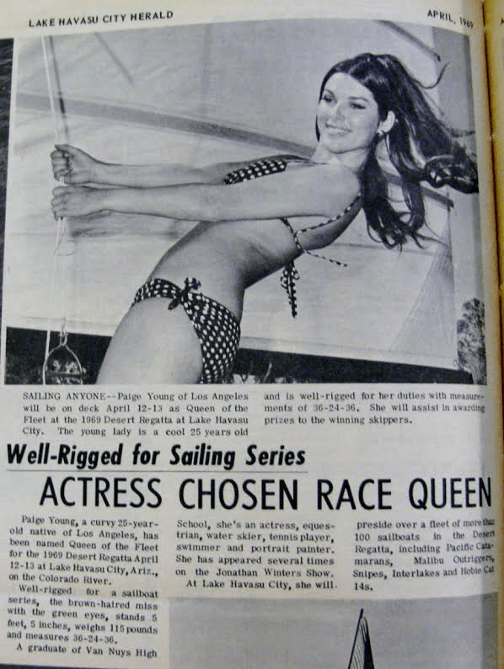 LAKE HAVASU CITY HERALD
APRIL, 1969
SAILING ANYONE--Paige Young of Los Angeles
will be on deck April 12-13 as Queen of the
Fleet at the 1969 Desert Regatta at Lake Havasu
City. The young lady is a cool 25 years old
and is well-rigged for her duties with measure-
ments of 36-24-36. She will assist in awarding
prizes to the winning skippers.
Well-Rigged for Sailing Series
ACTRESS CHOSEN RACE QUEEN
Paige Young, a curvy 25-year-
old native of Los Angeles, has
been named Queen of the Fleet
for the 1969 Desert Regatta April
12-13 at Lake Havasu City, Ariz.,
on the Colorado River.
Well-rigged for a sailboat
series, the brown-haired miss
with the green eyes, stands 5
feet, 5 inches, weighs 115 pounds
and measures 36-24-36.
A graduate of Van Nuys High
School, she's an actress, eques-
trian, water skier, tennis player,
swimmer and portrait painter.
She has appeared several times
on the Jonathan Winters Show.
At Lake Havasu City, she will
preside over a fleet of more than
100 sailboats in the Desert
Regatta, including Pacific Cata-
marans, Malibu Outriggers,
Snipes, Interlakes and Hobie Cat
14s.